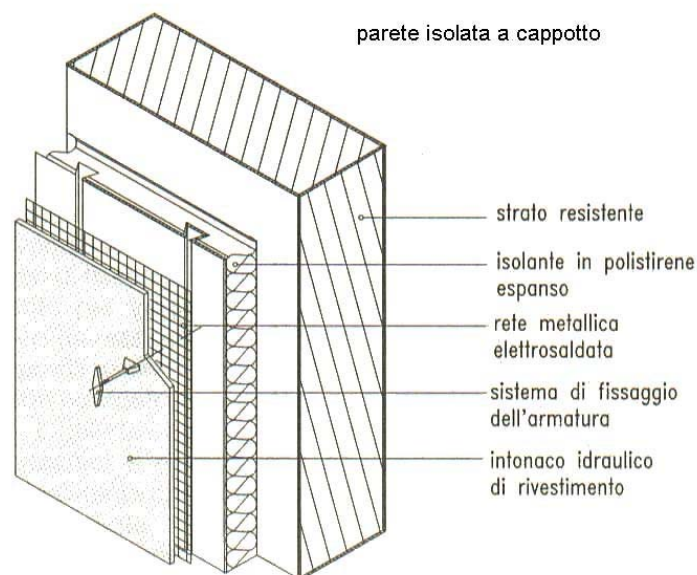 parete isolata a cappotto
strato resistente
isolante in polistirene
espanso
rete metallica
elettrosaldata
sistema di fissaggio
dell'armatura
intonaco idraulico
di rivestimento